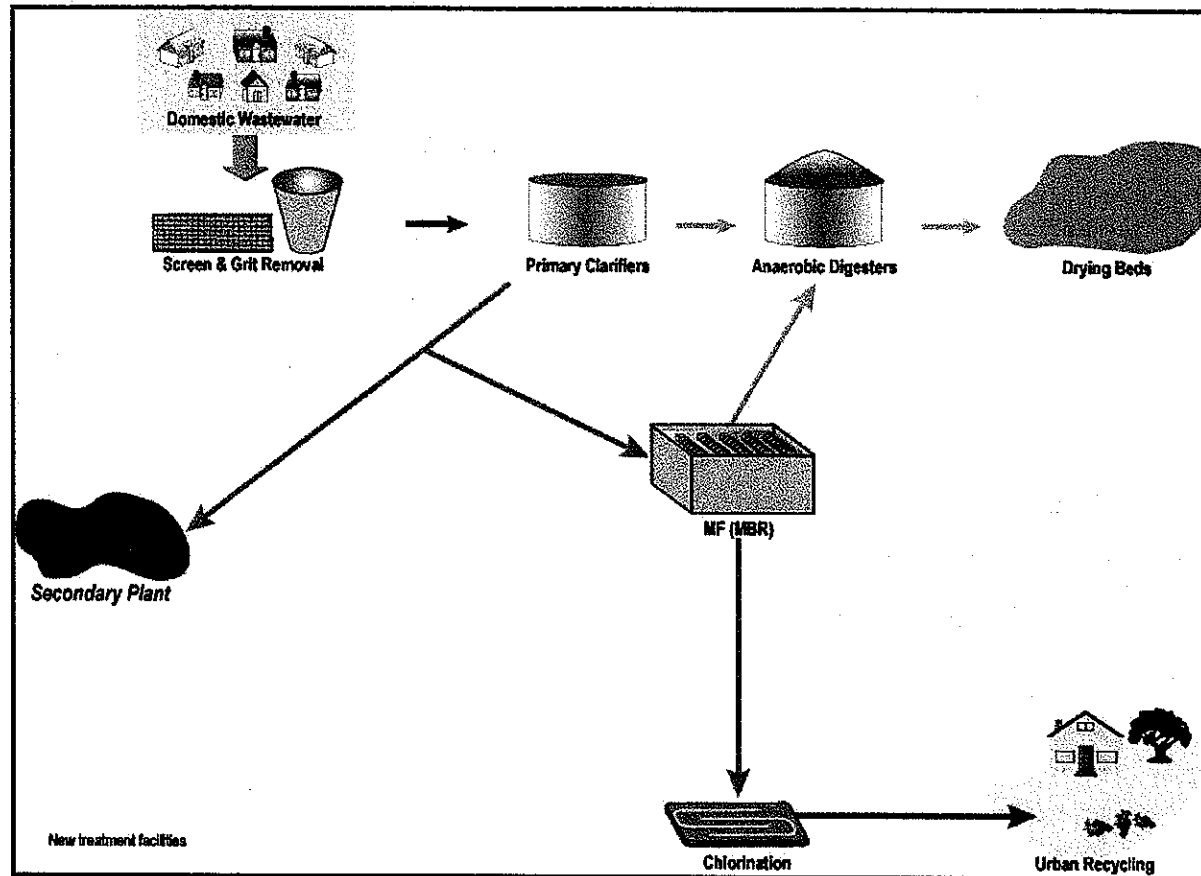 Domestic Wastewater
Screen & Grit Removal
Primary Clarifiers
Anaerobic Digesters
Drying Beds
MF (MBR)
Secondary Plant
New treatment facilities
Chlorination
Urban Recycling